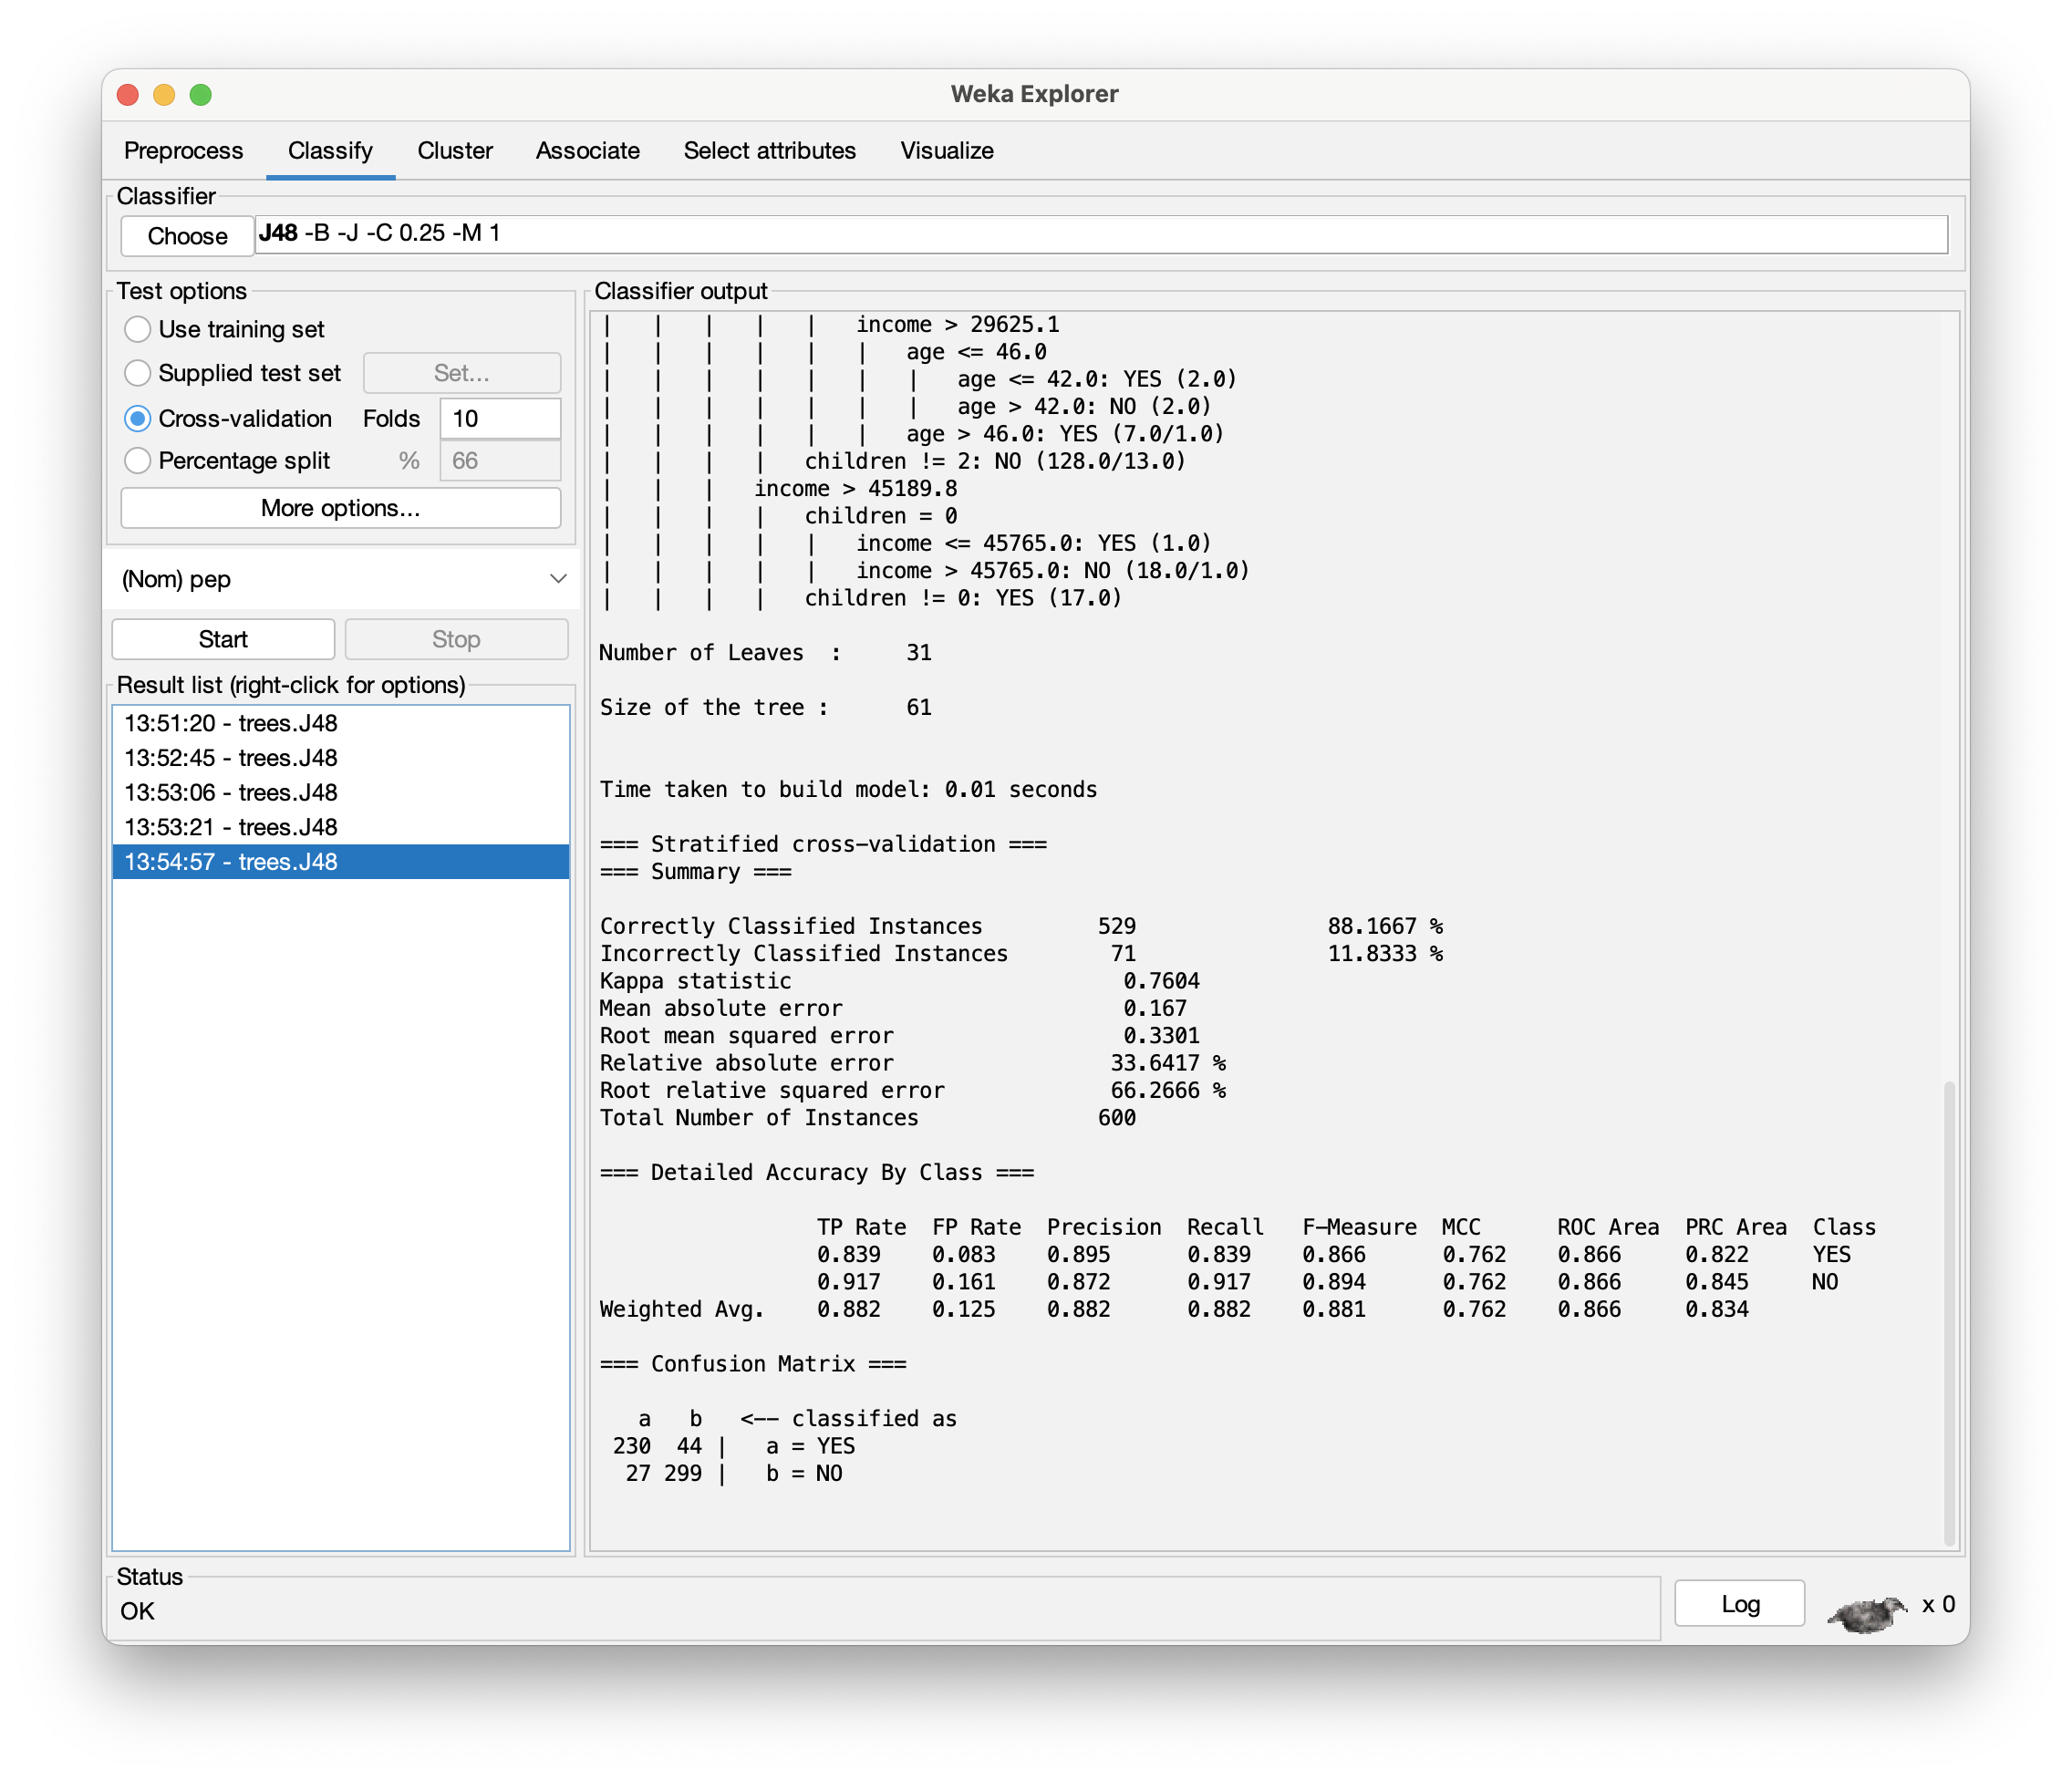 Weka Explorer
Preprocess Classify Cluster Associate Select attributes Visualize
Classifier
Choose J48 -B -J -C 0.25 -M 1
Test options
Use training set
Supplied test set Set...
Cross-validation Folds 10
Percentage split % 66
More options...
(Nom) pep
Start Stop
Result list (right-click for options)
13:51:20 - trees.J48
13:52:45 - trees.J48
13:53:06 - trees.J48
13:53:21 - trees.J48
13:54:57 - trees.J48
Classifier output
| | | | | income > 29625.1
| | | | | | age <= 46.0
| | | | | | | age <= 42.0: YES (2.0)
| | | | | | | age > 42.0: NO (2.0)
| | | | | | age > 46.0: YES (7.0/1.0)
| | | | children != 2: NO (128.0/13.0)
| | | income > 45189.8
| | | | children = 0
| | | | | income <= 45765.0: YES (1.0)
| | | | | income > 45765.0: NO (18.0/1.0)
| | | | children != 0: YES (17.0)
Number of Leaves : 31
Size of the tree : 61
Time taken to build model: 0.01 seconds
=== Stratified cross-validation ===
=== Summary ===
Correctly Classified Instances 529 88.1667 %
Incorrectly Classified Instances 71 11.8333 %
Kappa statistic 0.7604
Mean absolute error 0.167
Root mean squared error 0.3301
Relative absolute error 33.6417 %
Root relative squared error 66.2666 %
Total Number of Instances 600
=== Detailed Accuracy By Class ===
TP Rate FP Rate Precision Recall F-Measure MCC ROC Area PRC Area Class
0.839 0.083 0.895 0.839 0.866 0.762 0.866 0.822 YES
0.917 0.161 0.872 0.917 0.894 0.762 0.866 0.845 NO
Weighted Avg. 0.882 0.125 0.882 0.882 0.881 0.762 0.866 0.834
=== Confusion Matrix ===
a b <-- classified as
230 44 | a = YES
27 299 | b = NO
Status
OK
Log x 0